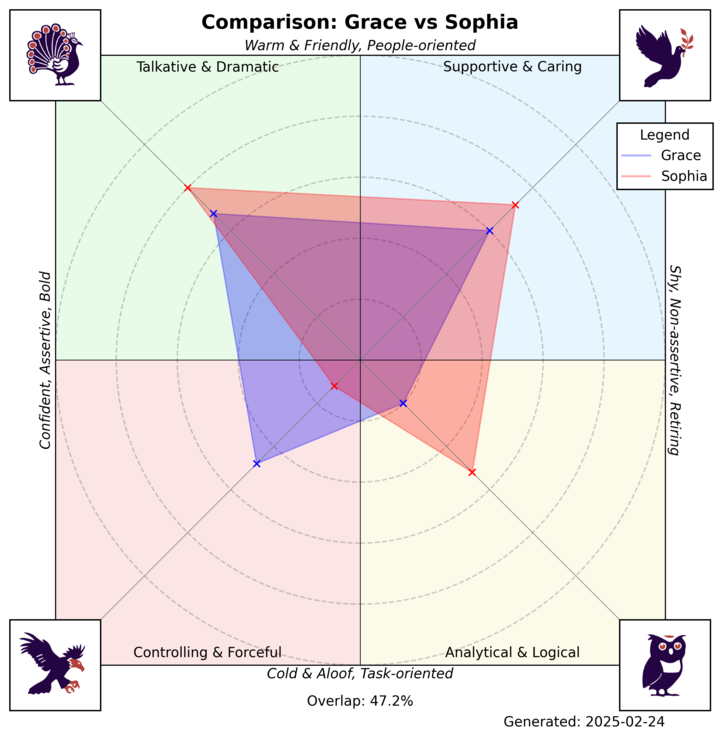 Comparison: Grace vs Sophia
Warm & Friendly, People-oriented
Talkative & Dramatic
Supportive & Caring
Legend
Grace
Sophia
Confident, Assertive, Bold
Shy, Non-assertive, Retiring
Controlling & Forceful
Analytical & Logical
Cold & Aloof, Task-oriented
Overlap: 47.2%
Generated: 2025-02-24